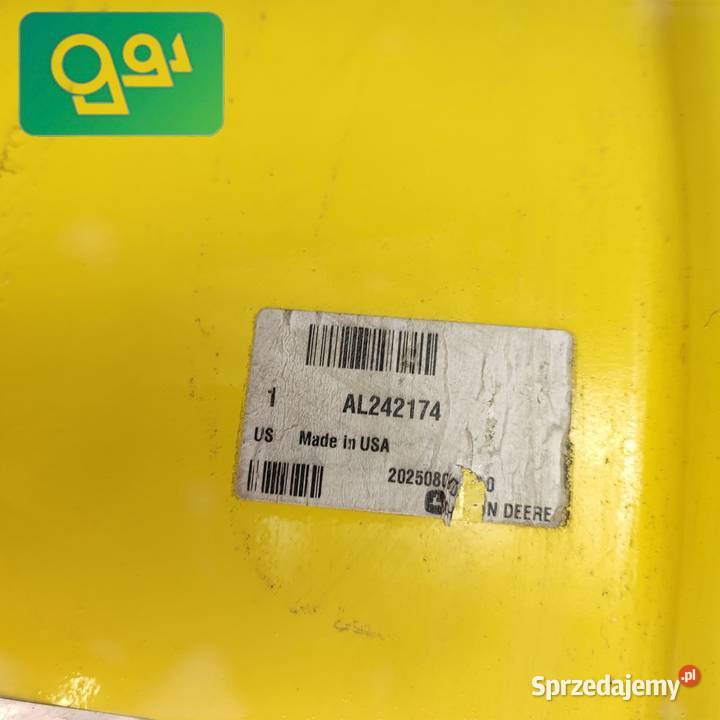 1 AL242174
US Made in USA
DEERE
Sprzedajemy.pl